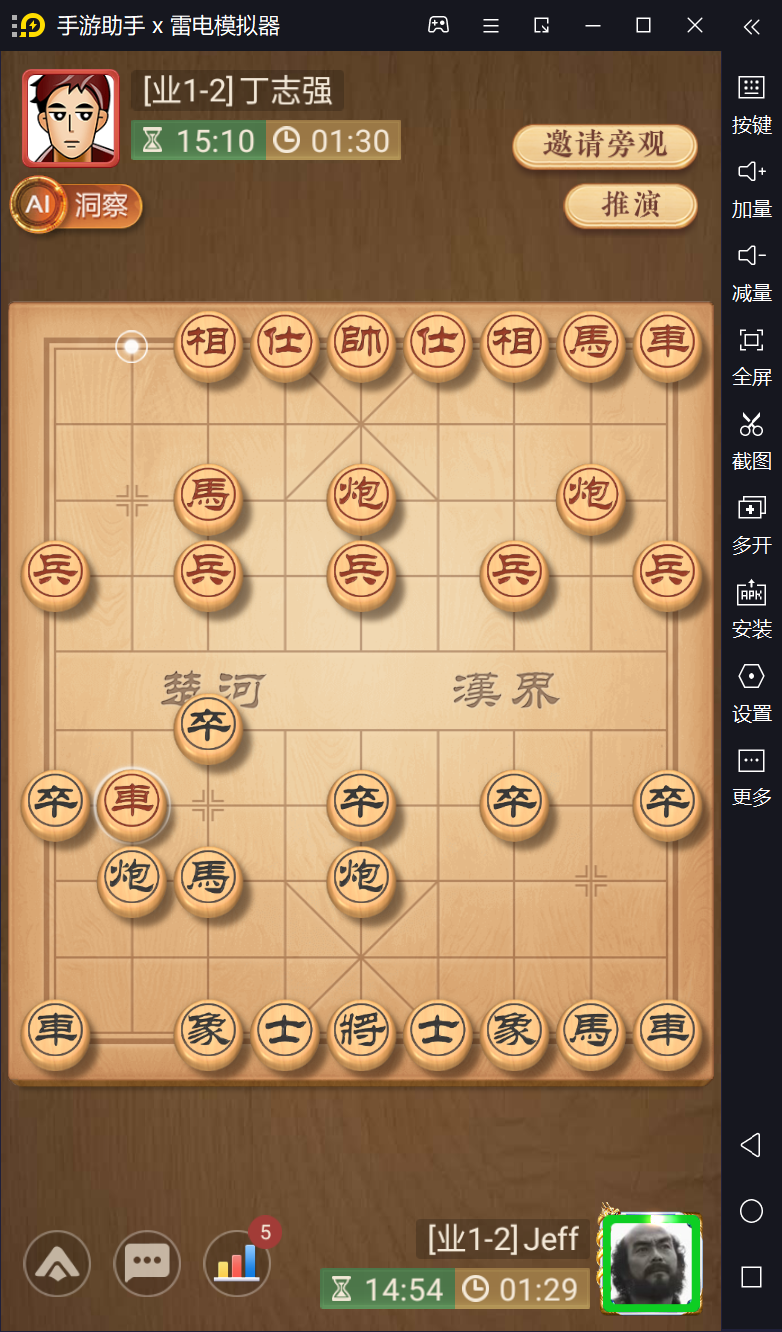 手游助手 x 雷电模拟器
[业1-2]丁志强
15:10 01:30
邀请旁观
AI 洞察
推演
按键
加量
减量
全屏
截图
多开
APK
安装
设置
更多
相 仕 帥 仕 相 馬 車
馬 炮 炮
兵 兵 兵 兵 兵
楚河 漢界
卒
卒 車 卒 卒 卒
炮 馬 炮
車 象 士 將 士 象 馬 車
5
[业1-2]Jeff
14:54 01:29